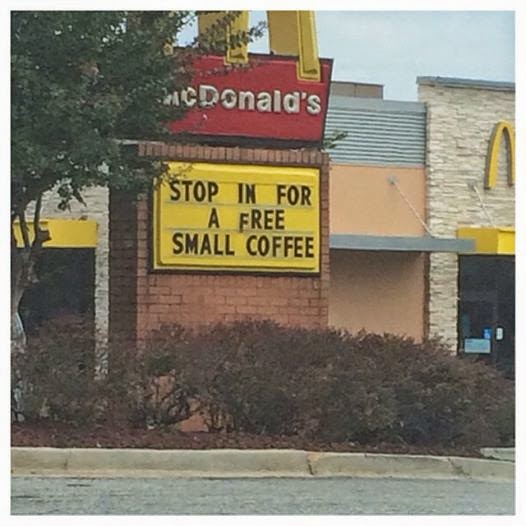 McDonald's
STOP IN FOR
A FREE
SMALL COFFEE